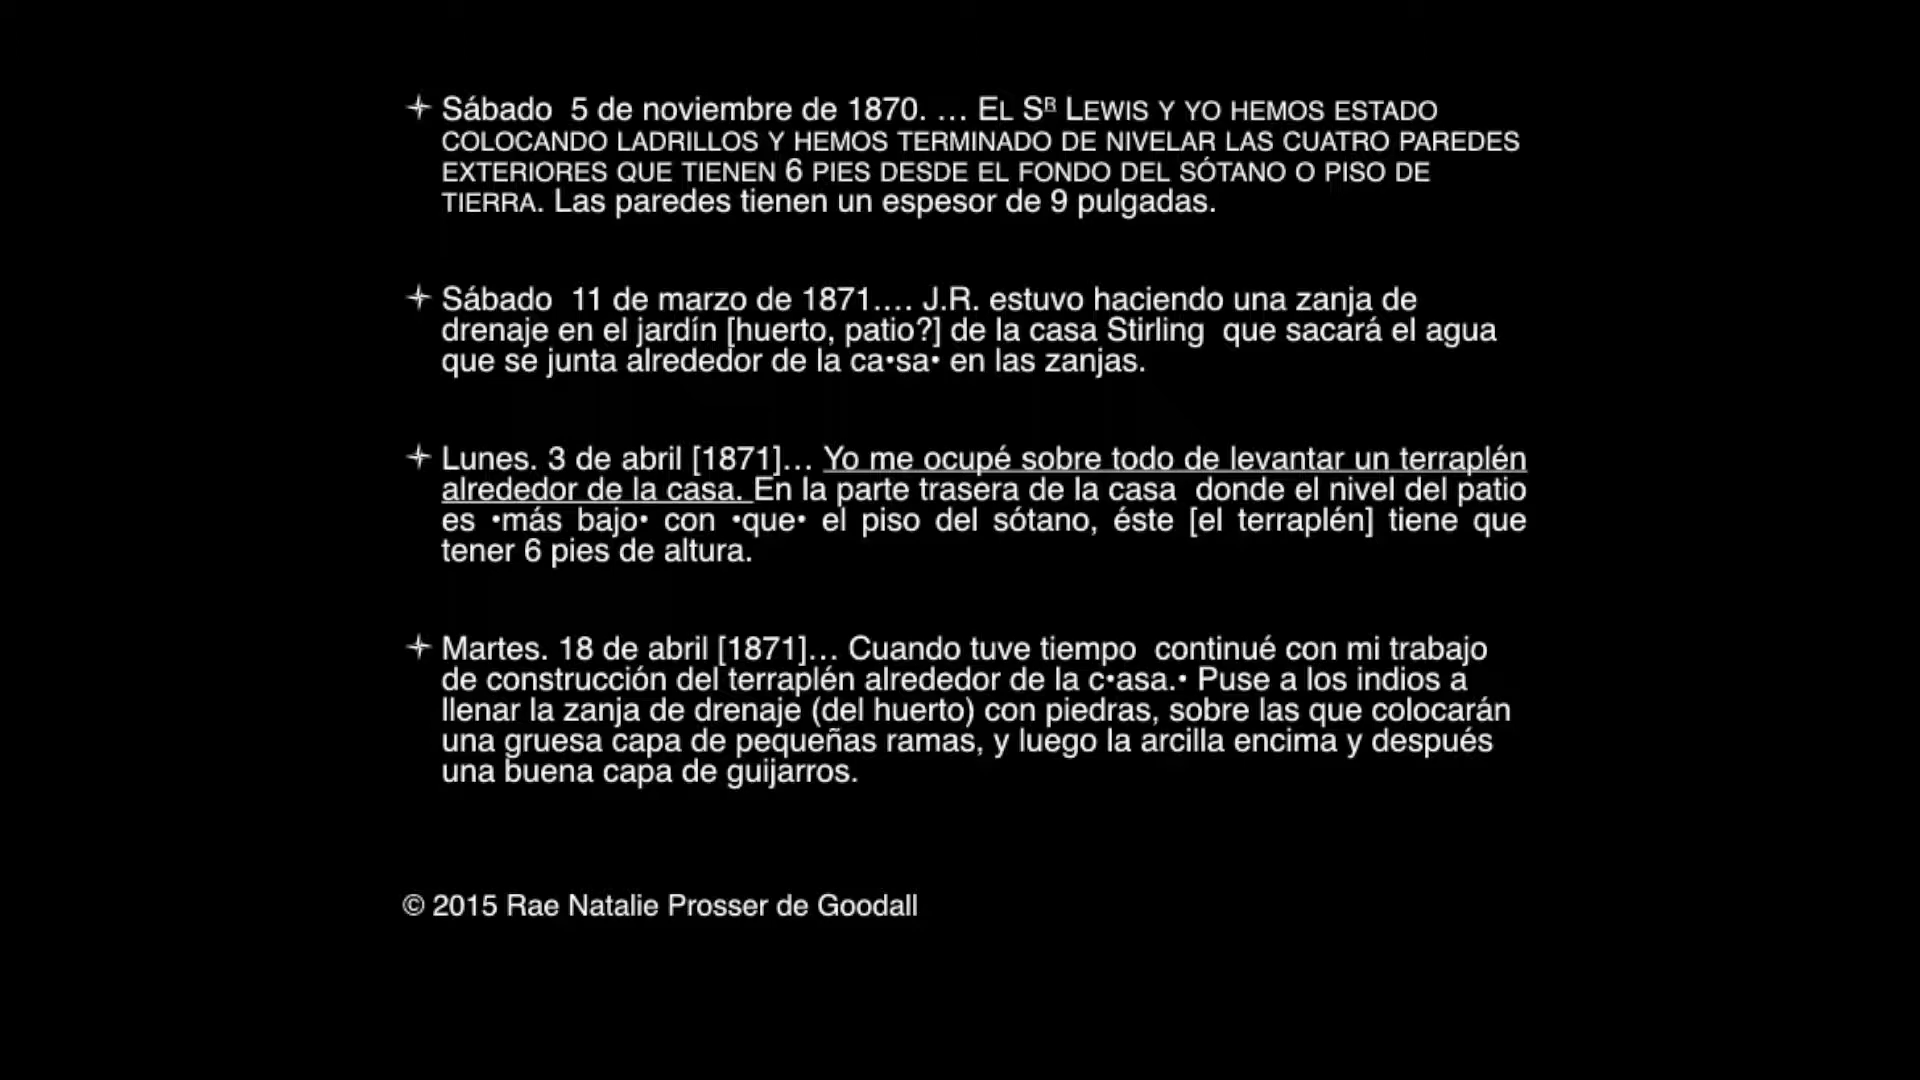 Sábado  5 de noviembre de 1870. … EL Sᴿ LEWIS Y YO HEMOS ESTADO
COLOCANDO LADRILLOS Y HEMOS TERMINADO DE NIVELAR LAS CUATRO PAREDES
EXTERIORES QUE TIENEN 6 PIES DESDE EL FONDO DEL SÓTANO O PISO DE
TIERRA. Las paredes tienen un espesor de 9 pulgadas.
Sábado  11 de marzo de 1871.… J.R. estuvo haciendo una zanja de
drenaje en el jardín [huerto, patio?] de la casa Stirling  que sacará el agua
que se junta alrededor de la ca•sa• en las zanjas.
Lunes. 3 de abril [1871]… Yo me ocupé sobre todo de levantar un terraplén
alrededor de la casa. En la parte trasera de la casa  donde el nivel del patio
es •más bajo• con •que• el piso del sótano, éste [el terraplén] tiene que
tener 6 pies de altura.
Martes. 18 de abril [1871]… Cuando tuve tiempo  continué con mi trabajo
de construcción del terraplén alrededor de la c•asa.• Puse a los indios a
llenar la zanja de drenaje (del huerto) con piedras, sobre las que colocarán
una gruesa capa de pequeñas ramas, y luego la arcilla encima y después
una buena capa de guijarros.
© 2015 Rae Natalie Prosser de Goodall